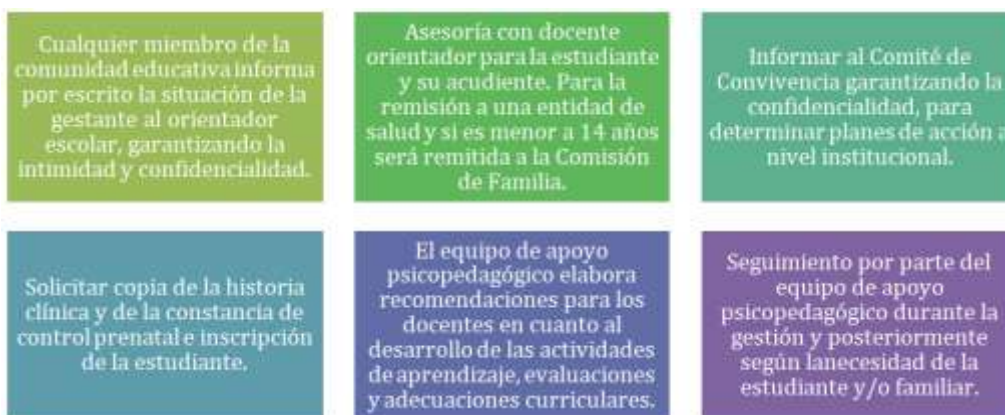 Cualquier miembro de la
comunidad educativa informa
por escrito la situación de la
gestante al orientador
escolar, garantizando la
intimidad y confidencialidad.
Asesoría con docente
orientador para la estudiante
y su acudiente. Para la
remisión a una entidad de
salud y si es menor a 14 años
será remitida a la Comisión
de Familia.
Informar al Comité de
Convivencia garantizando la
confidencialidad, para
determinar planes de acción
nivel institucional.
Solicitar copia de la historia
clínica y de la constancia de
control prenatal e inscripción
de la estudiante.
El equipo de apoyo
psicopedagógico elabora
recomendaciones para los
docentes en cuanto al
desarrollo de las actividades
de aprendizaje, evaluaciones
y adecuaciones curriculares.
Seguimiento por parte del
equipo de apoyo
psicopedagógico durante la
gestión y posteriormente
según lanecesidad de la
estudiante y/o familiar.